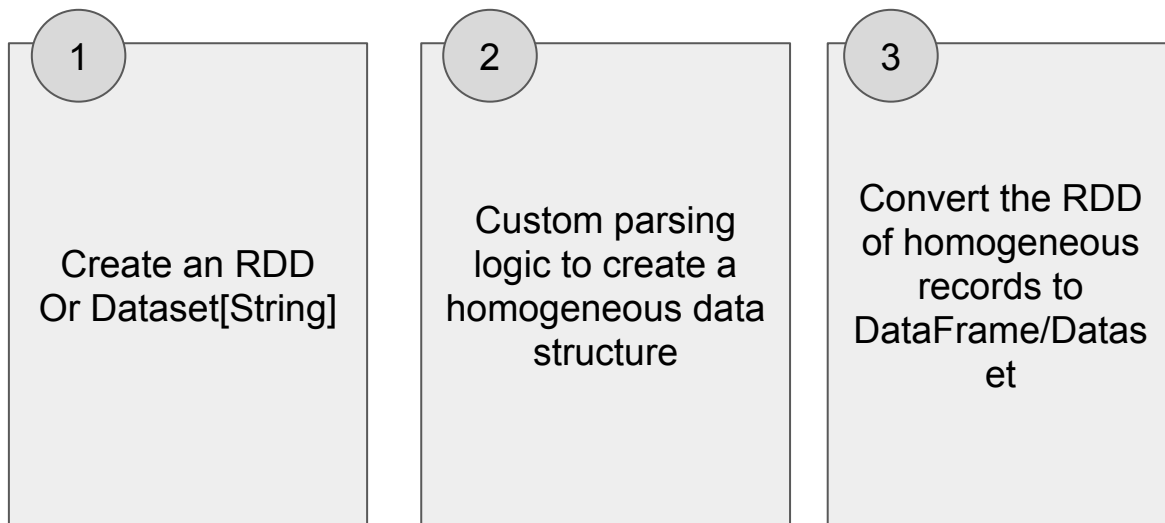 1
Create an RDD
Or Dataset[String]
2
Custom parsing
logic to create a
homogeneous data
structure
3
Convert the RDD
of homogeneous
records to
DataFrame/Datas
et